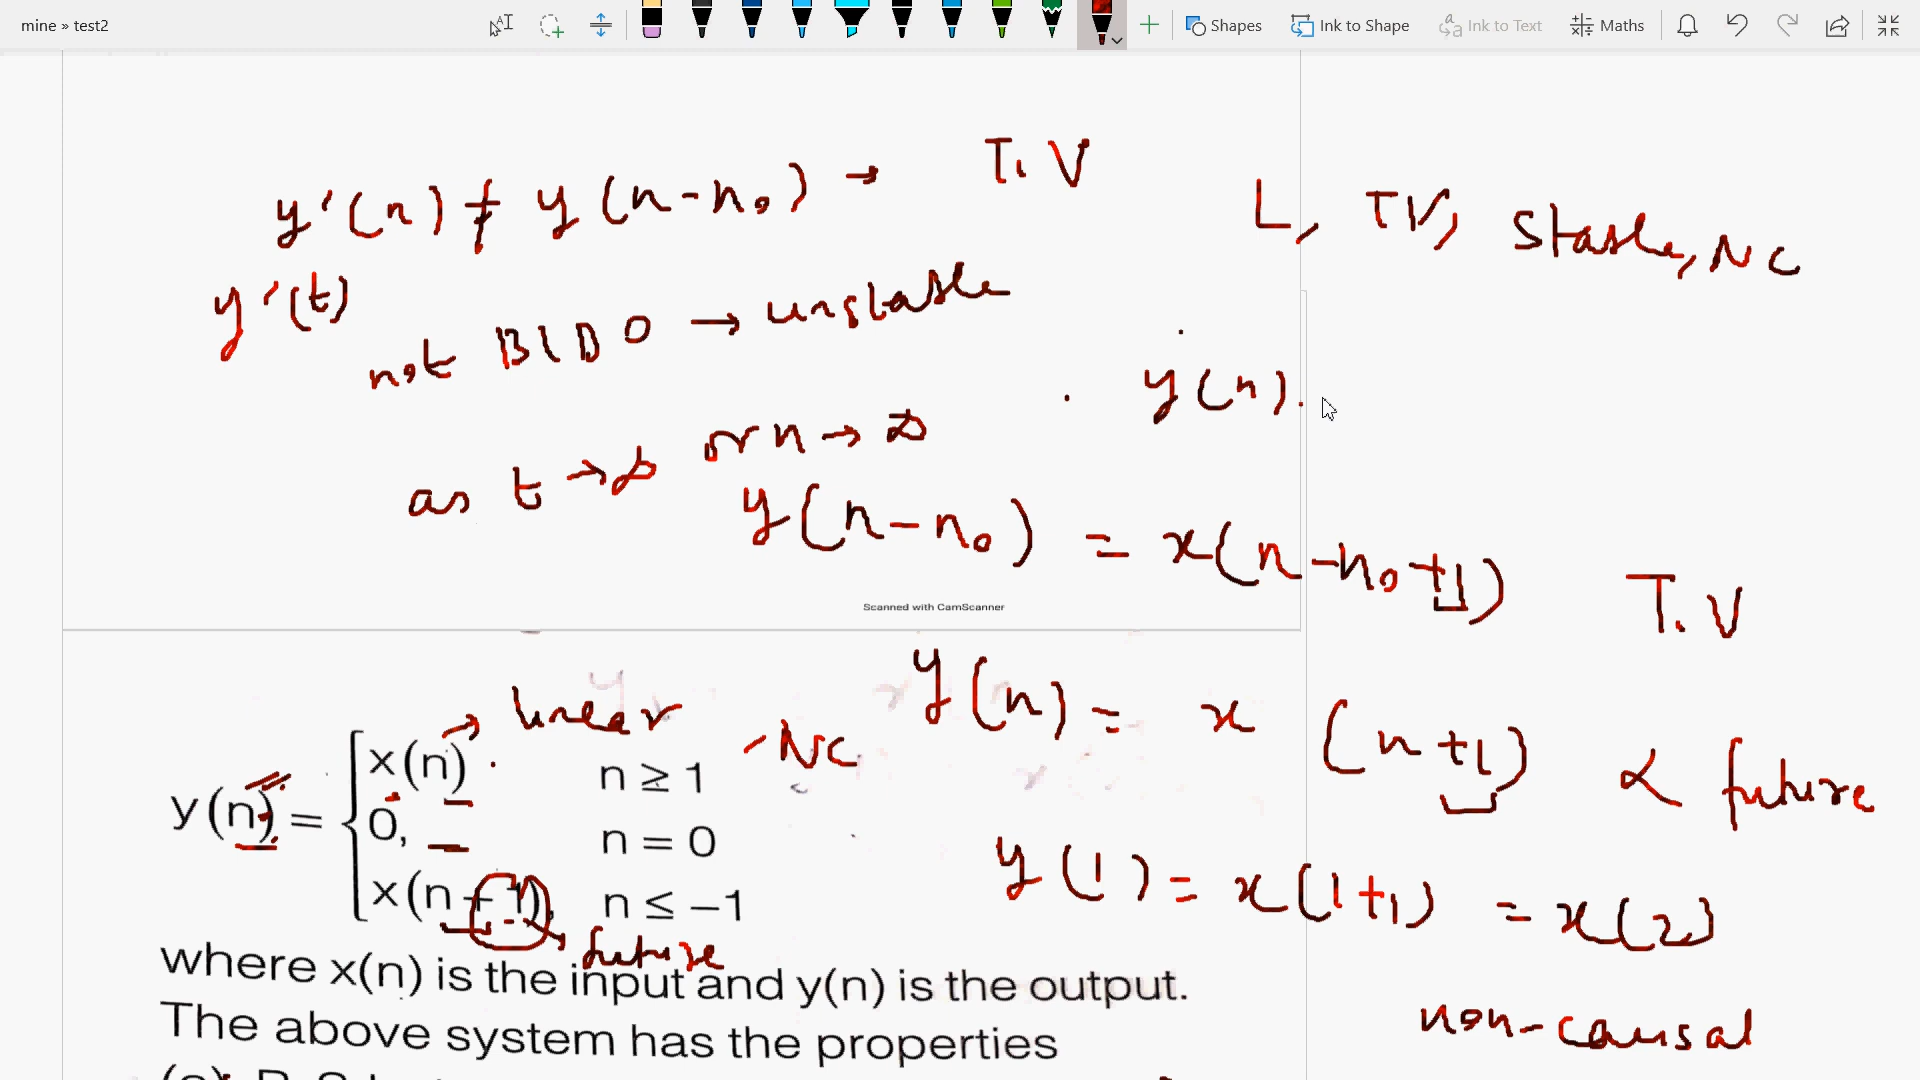 mine » test2
Shapes Ink to Shape Ink to Text Maths
y'(n) ≠ y(n-n₀) → T.V
L, TV, Stable, NC
y'(t)
not BIBO → unstable
y(n).
as t → ∞ or n → ∞
y(n-n₀) = x(n-n₀+1) T.V
Scanned with CamScanner
linear
NC
y(n) = x(n+1) α future
y(n) = x(n) n ≥ 1
0, n = 0
x(n+1), n ≤ −1
future
y(1) = x(1+1) = x(2)
where x(n) is the input and y(n) is the output.
non-causal
The above system has the properties